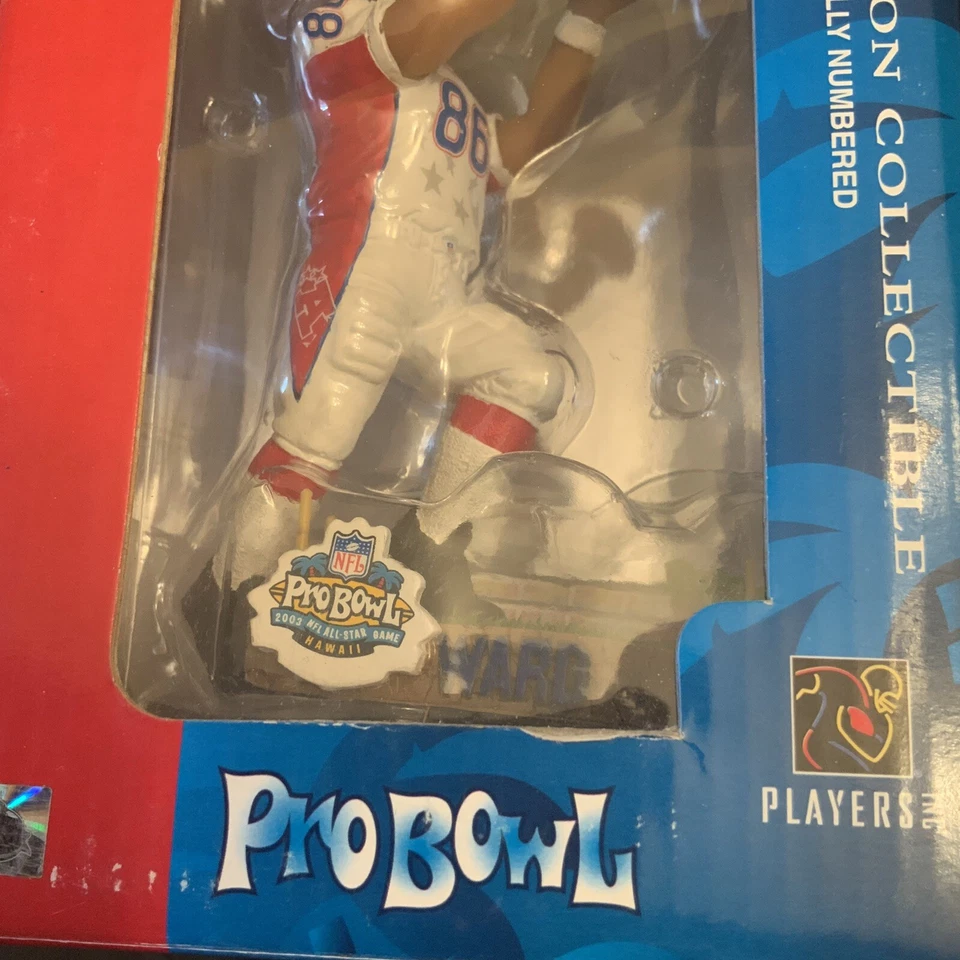 ON COLLECTIBLE
LLY NUMBERED
86
A
NFL
PRO BOWL
2003 NFL ALL-STAR GAME
HAWAII
WARD
PLAYERS INC
PRO BOWL